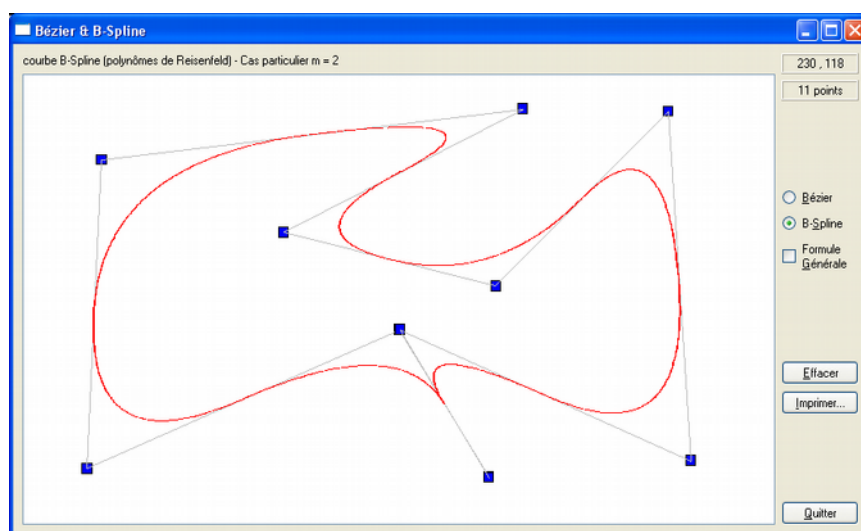 Bézier & B-Spline
courbe B-Spline (polynômes de Reisenfeld) - Cas particulier m = 2
230 , 118
11 points
Bézier
B-Spline
Formule
Générale
Effacer
Imprimer...
Quitter